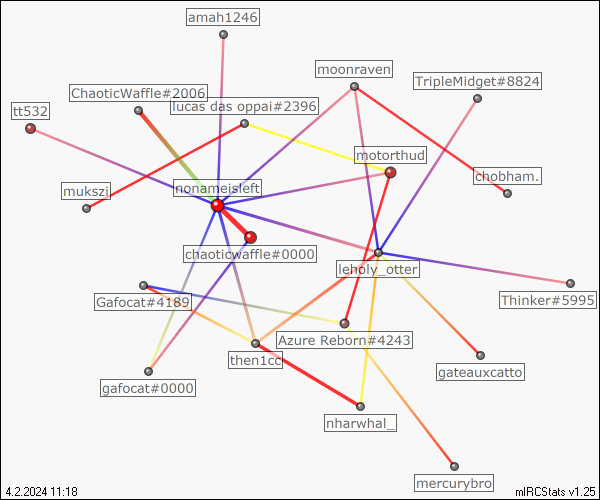 amah1246
moonraven
TripleMidget#8824
ChaoticWaffle#2006
lucas das oppai#2396
tt532
motorthud
chobham.
mukszi
nonameisleft
chaoticwaffle#0000
leholy_otter
Gafocat#4189
Thinker#5995
Azure Reborn#4243
then1cc
gateauxcatto
gafocat#0000
nharwhal_
mercurybro
4.2.2024 11:18
mIRCStats v1.25